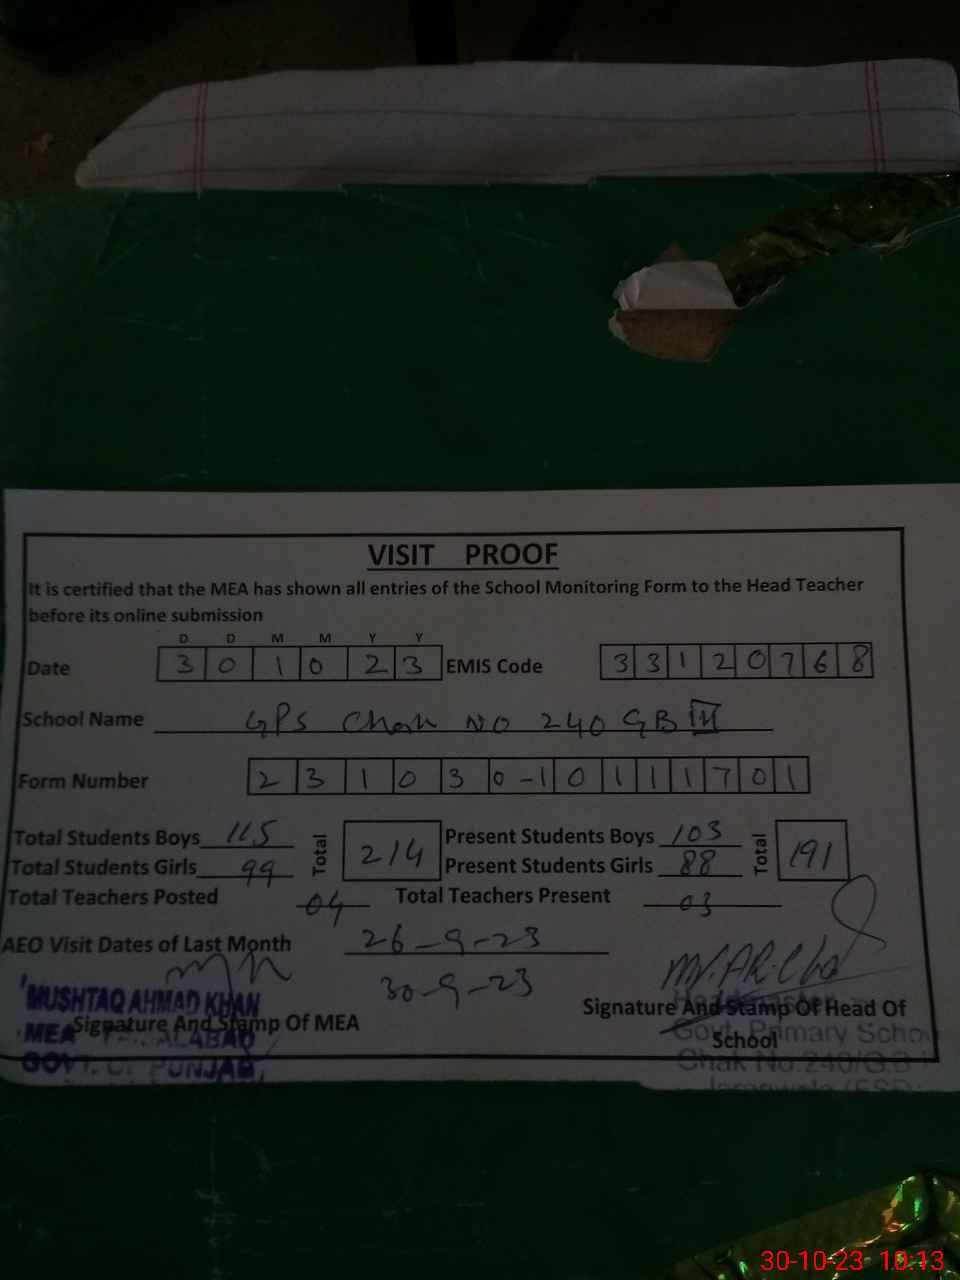 VISIT PROOF
It is certified that the MEA has shown all entries of the School Monitoring Form to the Head Teacher
before its online submission
D D M M Y Y
Date 3 0 1 0 2 3 EMIS Code 3 3 1 2 0 7 6 8
School Name GPS Chak NO 240 GB
Form Number 2 3 1 0 3 0 - 1 0 1 1 1 7 0 1
Total Students Boys 115 Total 214 Present Students Boys 103 Total 191
Total Students Girls 99 Present Students Girls 88
Total Teachers Posted 04 Total Teachers Present 03
AEO Visit Dates of Last Month 26-9-23
30-9-23
MUSHTAQ AHMAD KHAN
Signature And Stamp Of MEA
MEA FAISALABAD
GOVT. OF PUNJAB
Signature And Stamp Of Head Of
School
Headmaster
Govt. Primary School
Chak No.240/G.B
30-10-23 10:13